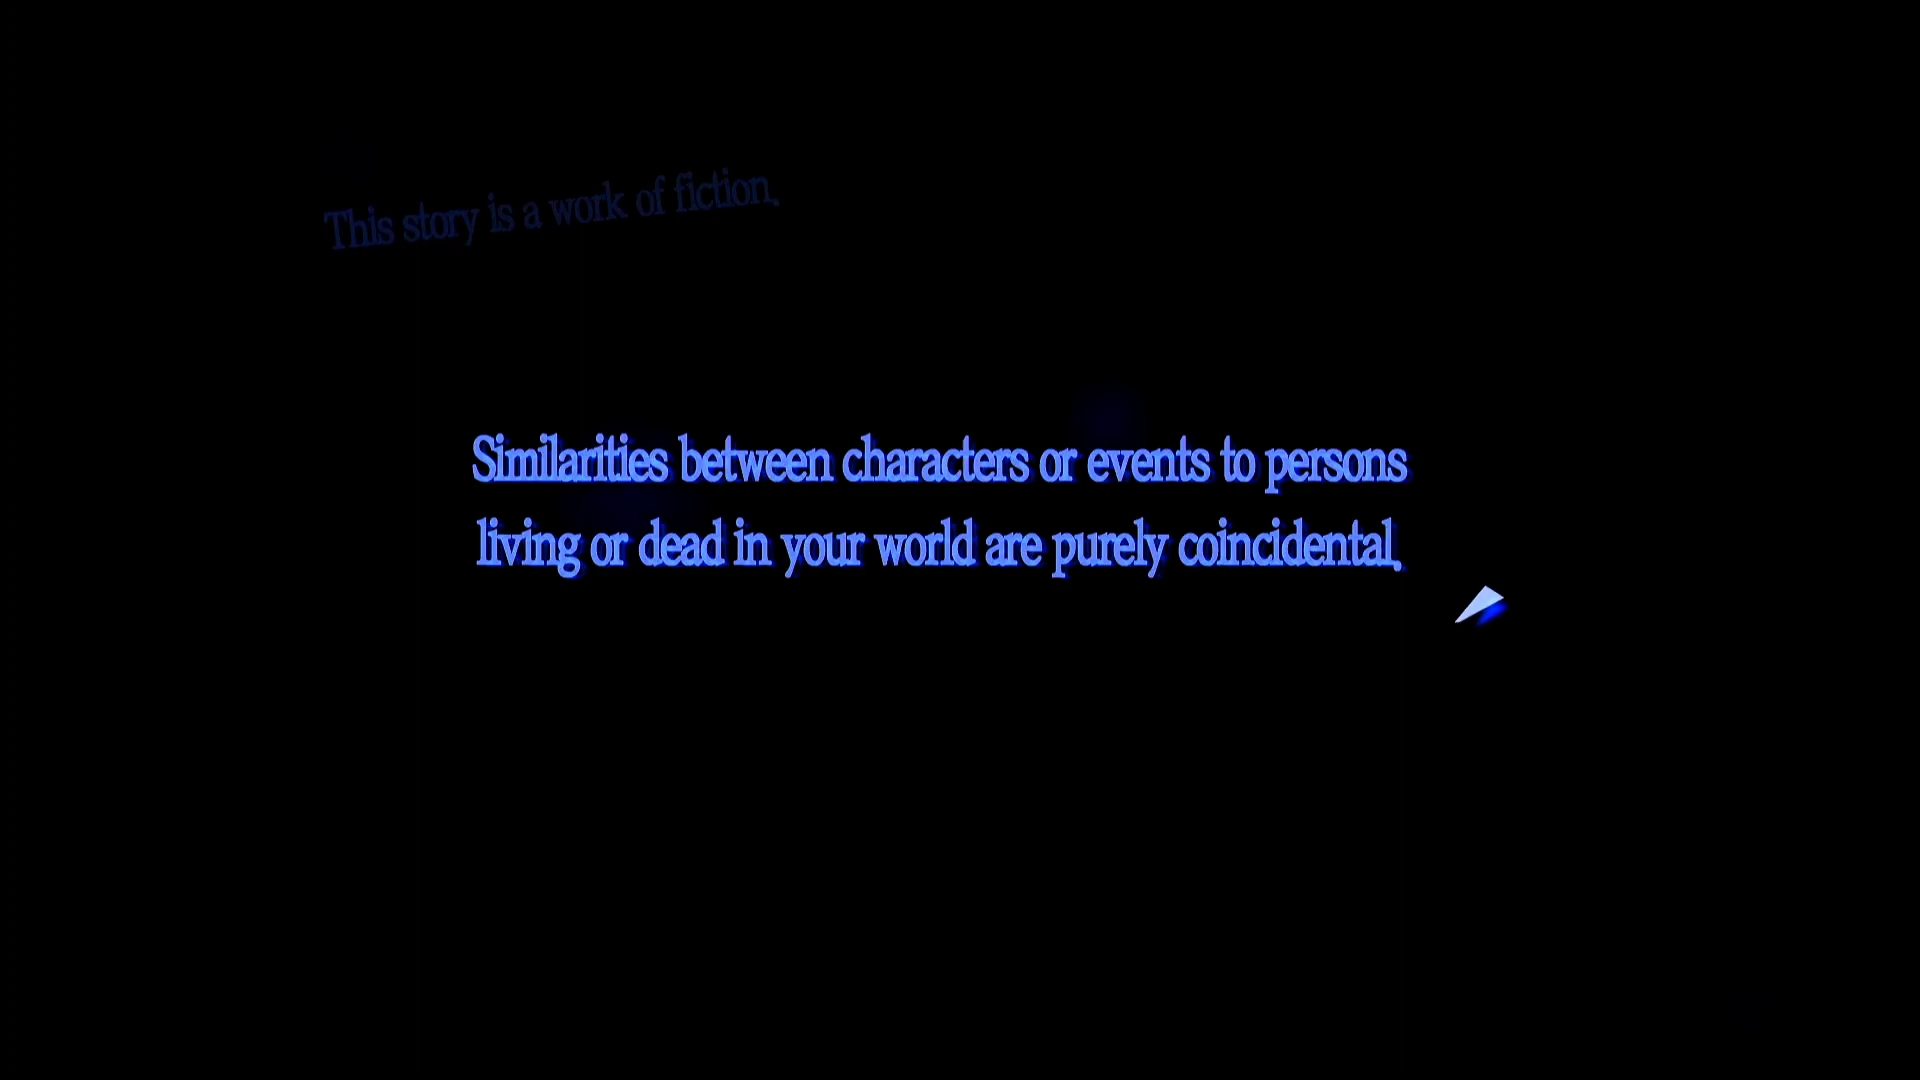 This story is a work of fiction.
Similarities between characters or events to persons
living or dead in your world are purely coincidental.